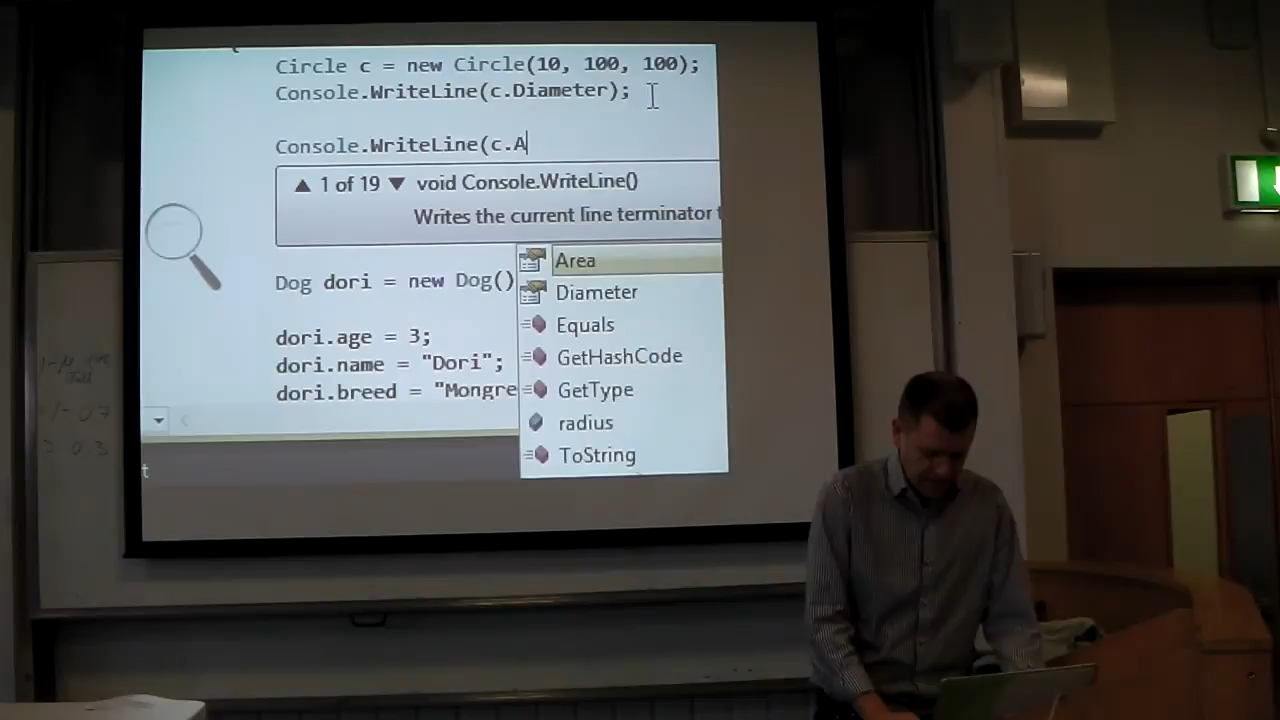 Circle c = new Circle(10, 100, 100);
Console.WriteLine(c.Diameter);
Console.WriteLine(c.A
▲ 1 of 19 ▼ void Console.WriteLine()
Writes the current line terminator t
Area
Dog dori = new Dog()
Diameter
Equals
dori.age = 3;
GetHashCode
dori.name = "Dori";
GetType
dori.breed = "Mongre
radius
ToString
t